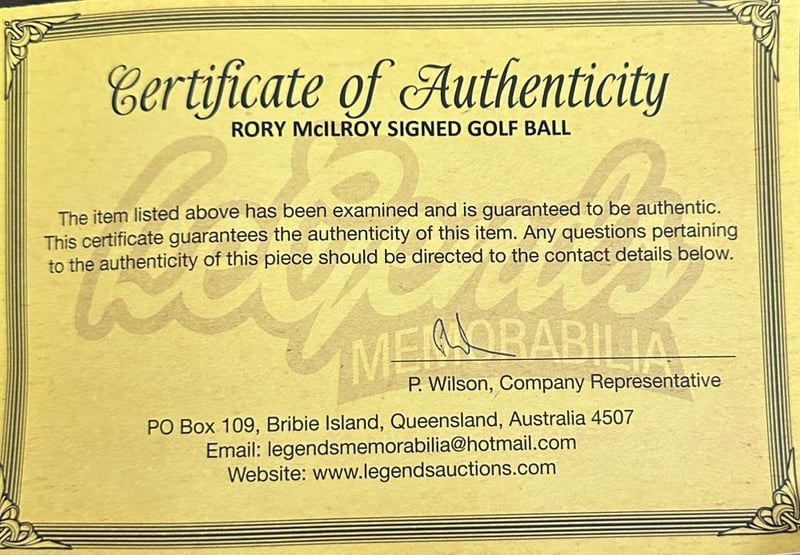 Certificate of Authenticity
RORY McILROY SIGNED GOLF BALL
Legends
MEMORABILIA
The item listed above has been examined and is guaranteed to be authentic.
This certificate guarantees the authenticity of this item. Any questions pertaining
to the authenticity of this piece should be directed to the contact details below.
P. Wilson, Company Representative
PO Box 109, Bribie Island, Queensland, Australia 4507
Email: legendsmemorabilia@hotmail.com
Website: www.legendsauctions.com